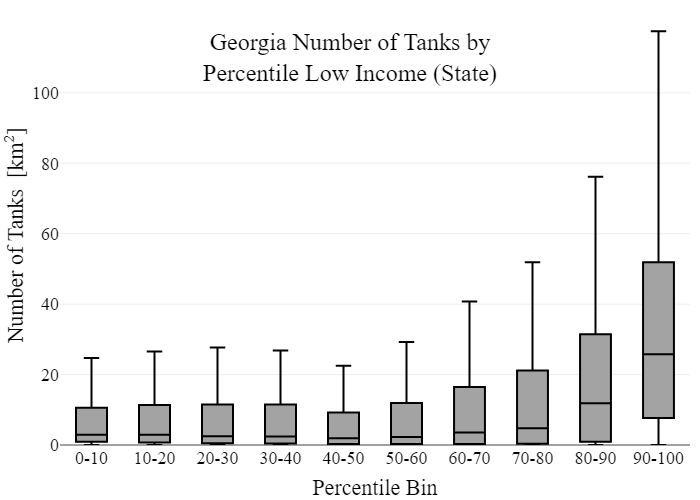 Georgia Number of Tanks by
Percentile Low Income (State)
Number of Tanks [km²]
100
80
60
40
20
0
0-10 10-20 20-30 30-40 40-50 50-60 60-70 70-80 80-90 90-100
Percentile Bin